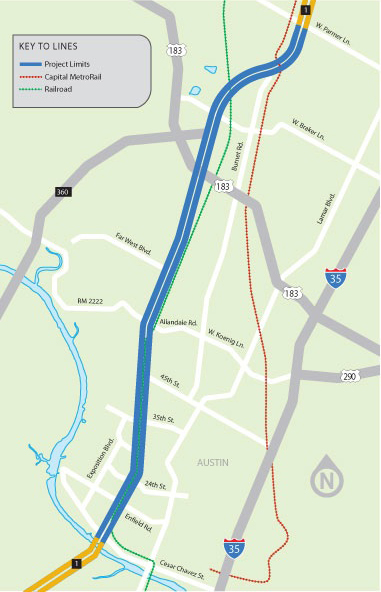 1
W. Parmer Ln.
KEY TO LINES
Project Limits
Capital MetroRail
Railroad
183
W. Braker Ln.
Burnet Rd.
183
360
Lamar Blvd.
Far West Blvd.
35
183
RM 2222
Allandale Rd.
W. Koenig Ln.
290
45th St.
35th St.
Exposition Blvd.
AUSTIN
24th St.
N
Enfield Rd.
35
1
Cesar Chavez St.